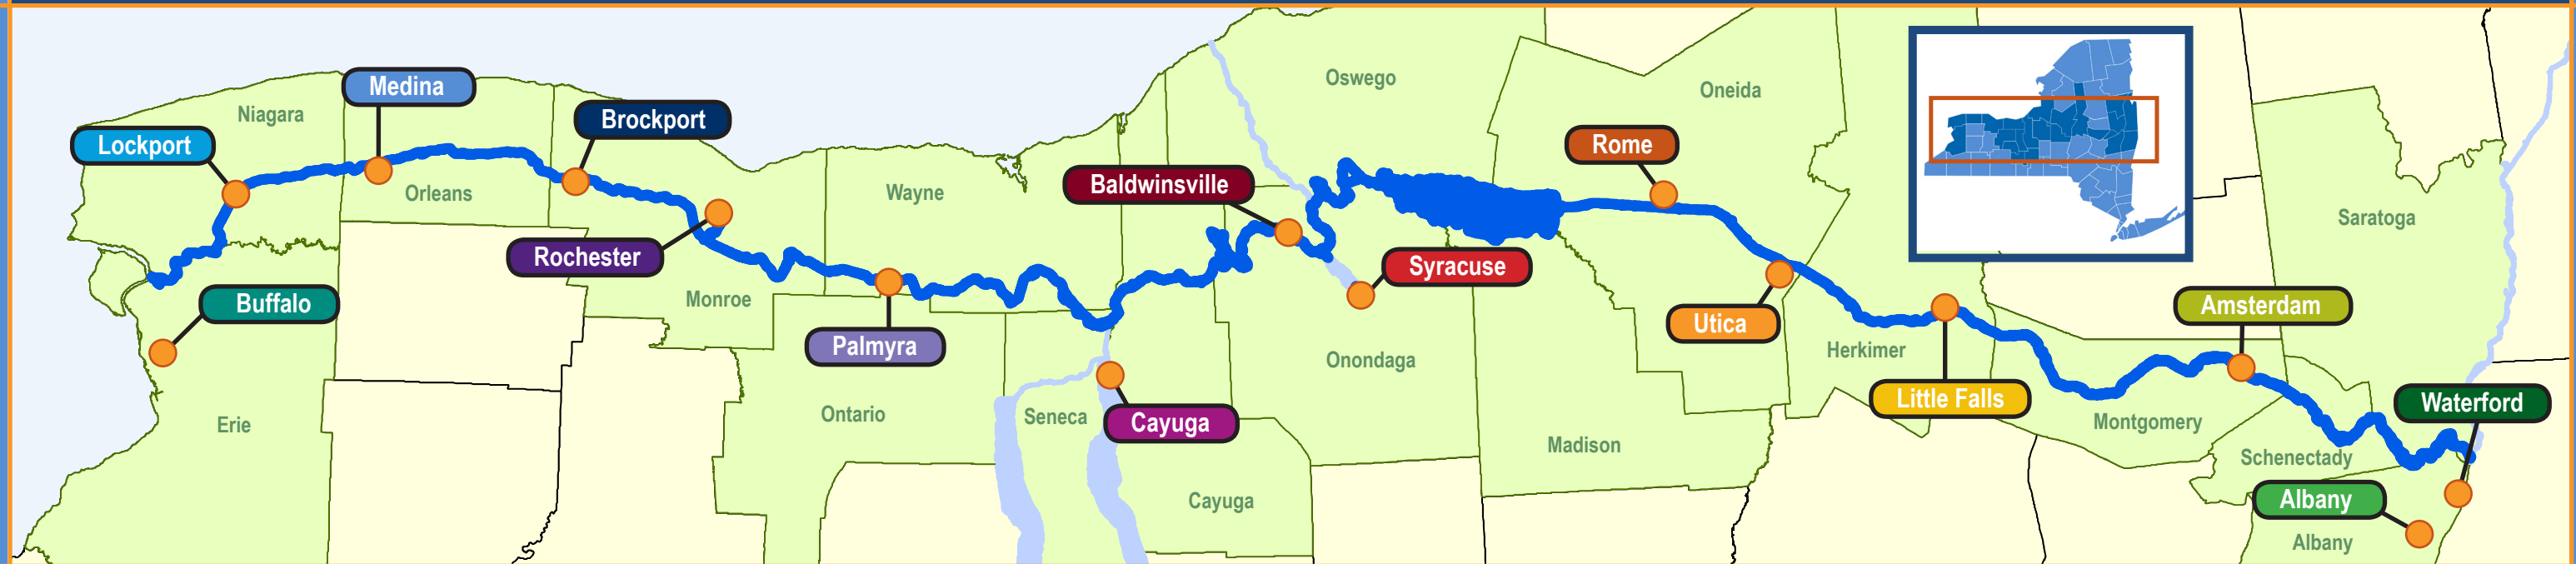 Niagara
Medina
Lockport
Brockport
Orleans
Rochester
Buffalo
Monroe
Erie
Wayne
Palmyra
Ontario
Seneca
Cayuga
Cayuga
Baldwinsville
Oswego
Syracuse
Onondaga
Rome
Oneida
Utica
Madison
Herkimer
Little Falls
Saratoga
Amsterdam
Montgomery
Waterford
Schenectady
Albany
Albany